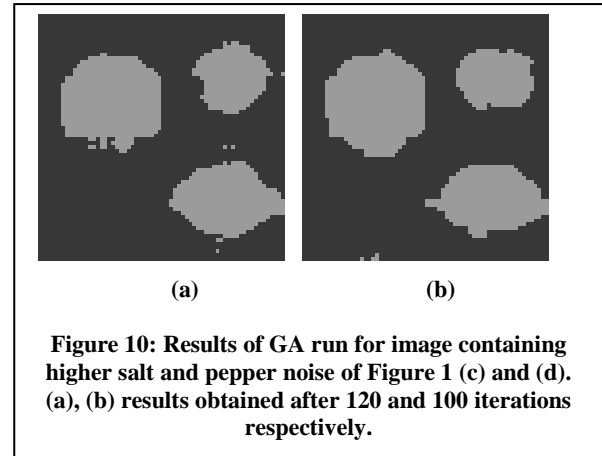 (a) (b)
Figure 10: Results of GA run for image containing
higher salt and pepper noise of Figure 1 (c) and (d).
(a), (b) results obtained after 120 and 100 iterations
respectively.